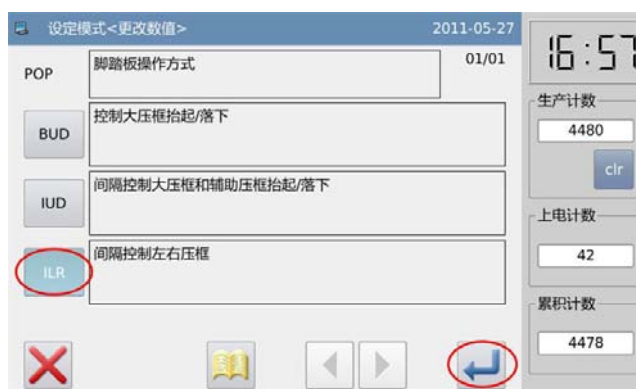 设定模式<更改数值> 2011-05-27
16:57
POP 脚踏板操作方式 01/01
BUD 控制大压框抬起/落下
IUD 间隔控制大压框和辅助压框抬起/落下
ILR 间隔控制左右压框
生产计数
4480
clr
上电计数
42
累积计数
4478